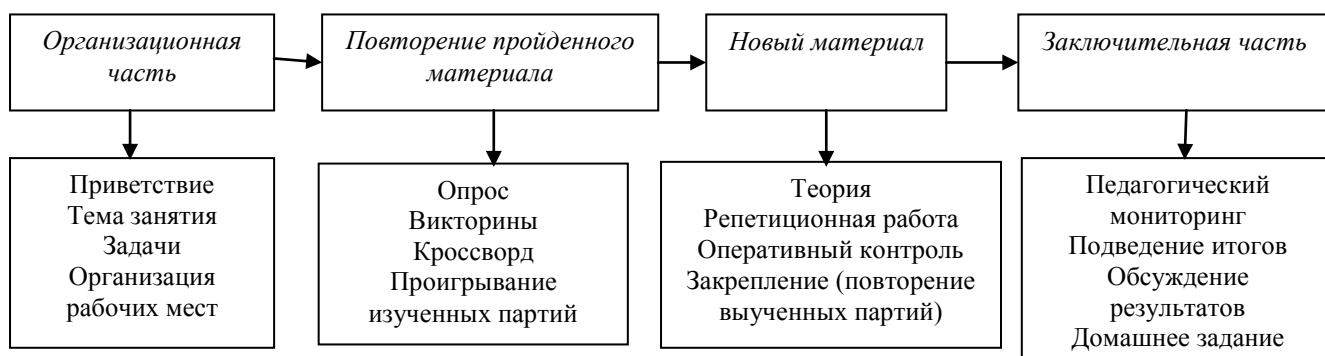 Организационная
часть
Повторение пройденного
материала
Новый материал
Заключительная часть
Приветствие
Тема занятия
Задачи
Организация
рабочих мест
Опрос
Викторины
Кроссворд
Проигрывание
изученных партий
Теория
Репетиционная работа
Оперативный контроль
Закрепление (повторение
выученных партий)
Педагогический
мониторинг
Подведение итогов
Обсуждение
результатов
Домашнее задание